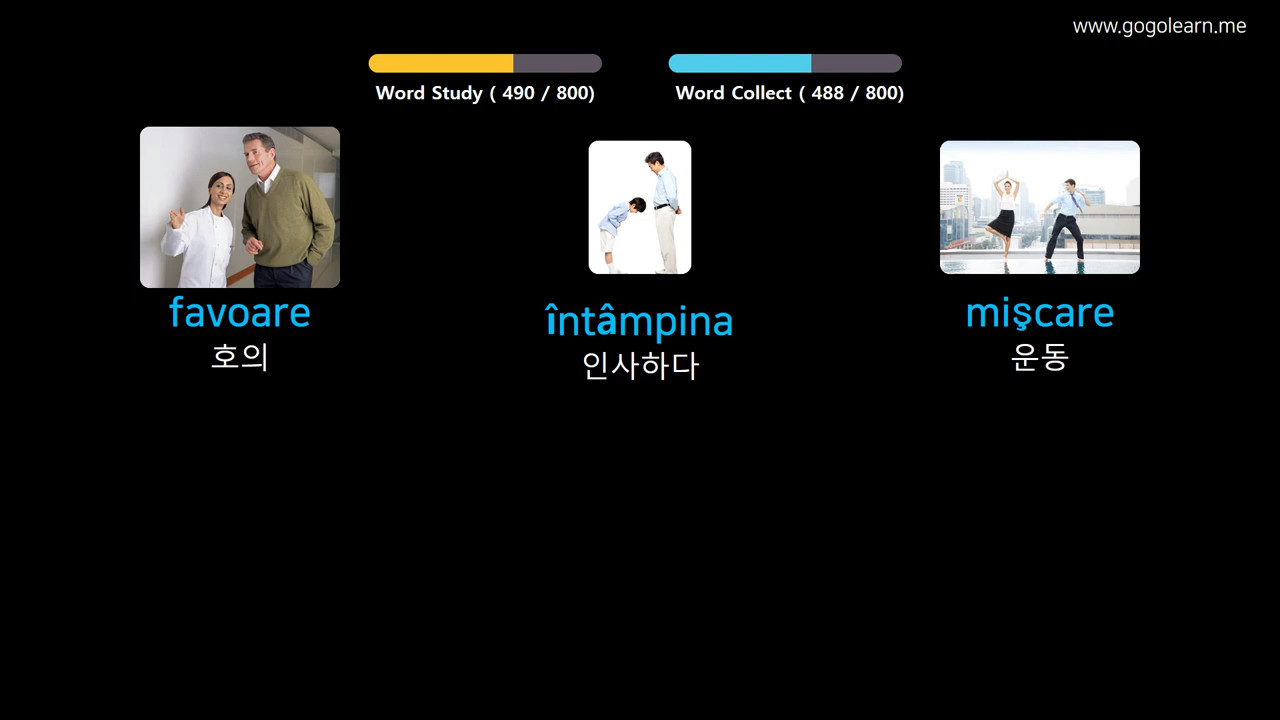 www.gogolearn.me
Word Study ( 490 / 800)
Word Collect ( 488 / 800)
favoare
호의
întâmpina
인사하다
mişcare
운동